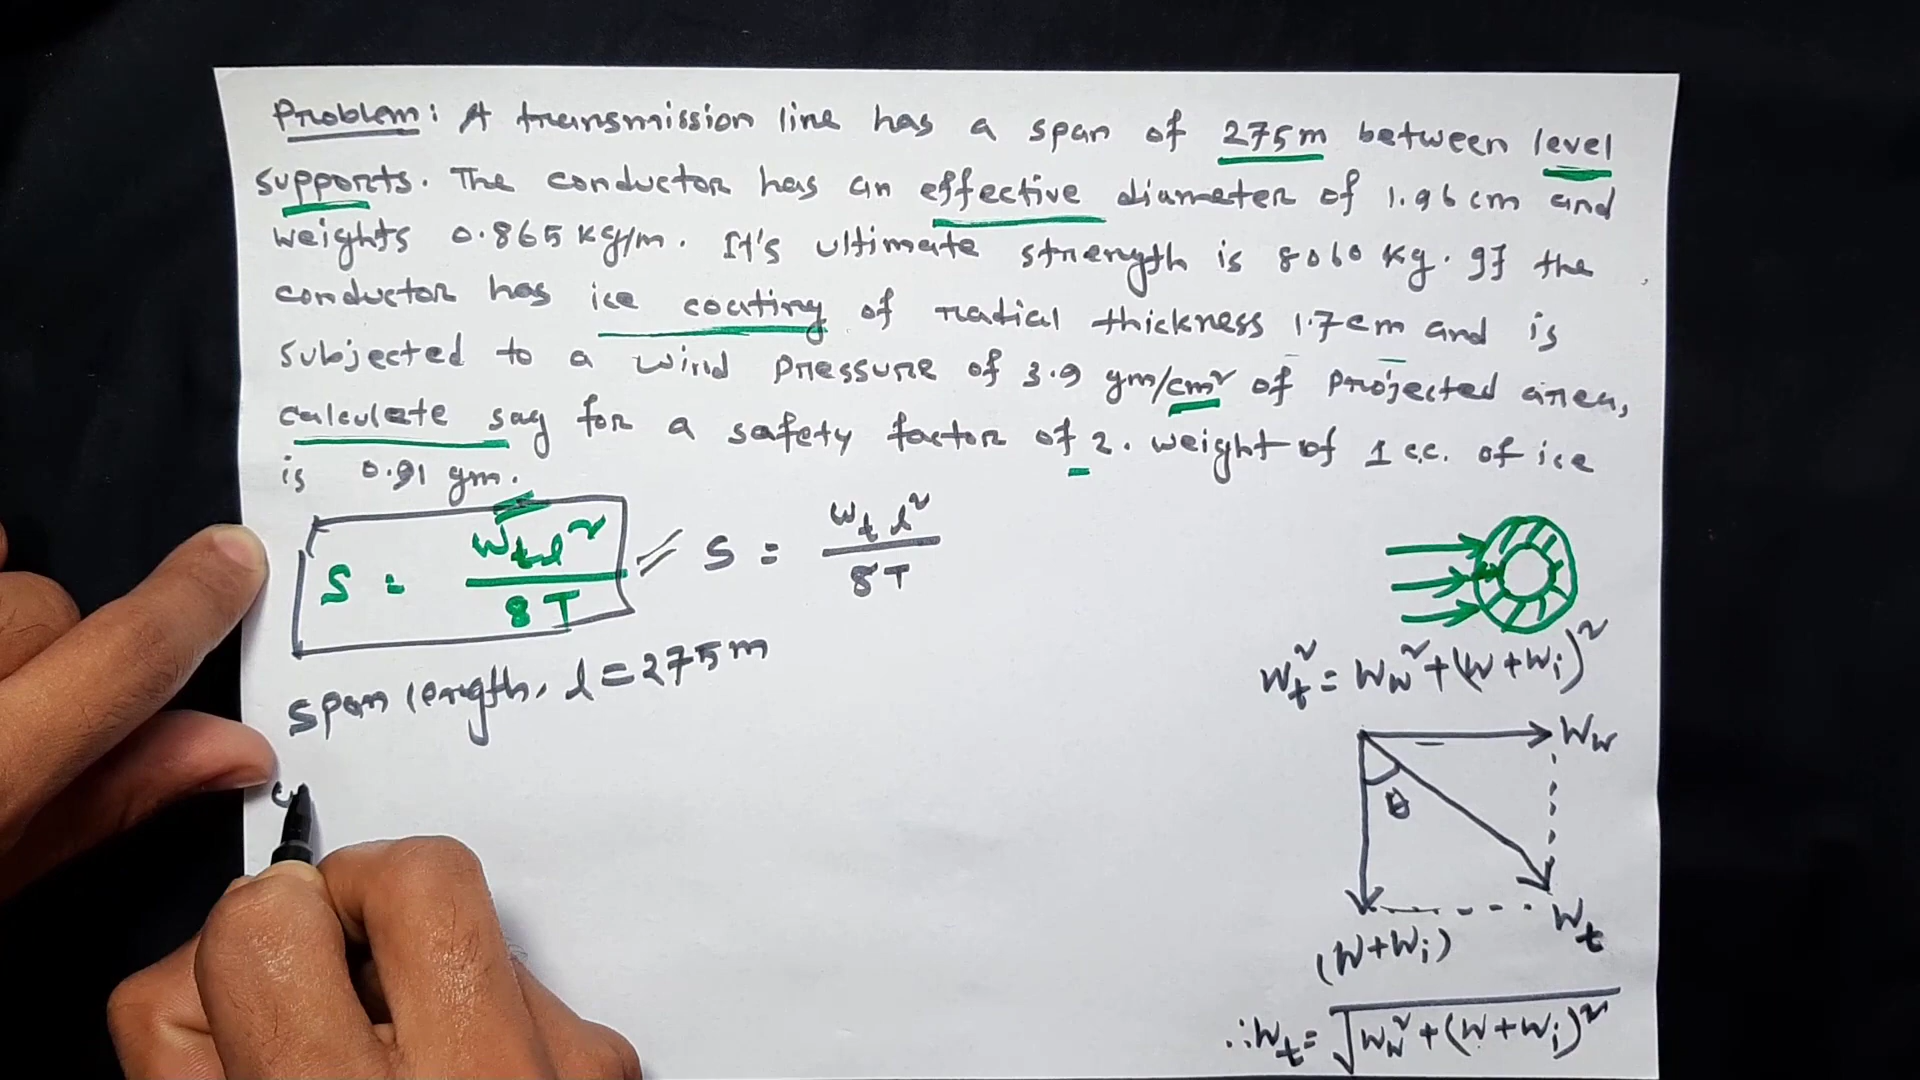 Problem: A transmission line has a span of 275m between level
supports. The conductor has an effective diameter of 1.96cm and
weights 0.865 kg/m. It's ultimate strength is 8060 kg. If the
conductor has ice coating of radial thickness 1.7cm and is
subjected to a wind pressure of 3.9 gm/cm² of projected area,
calculate sag for a safety factor of 2. weight of 1 c.c. of ice
is 0.91 gm.
S = Wt l² / 8T
S = wt l² / 8T
span length, l = 275m
Wt² = Ww² + (W + Wi)²
Ww
θ
Wt
(W + Wi)
∴ Wt = √Ww² + (W + Wi)²